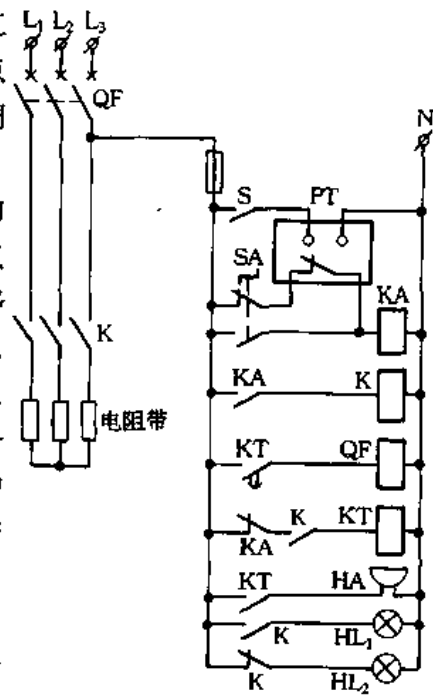 L1 L2 L3
QF
N
S PT
SA
KA
K
KA K
电阻带
KT QF
K KT
KA
KT HA
K HL1
K HL2